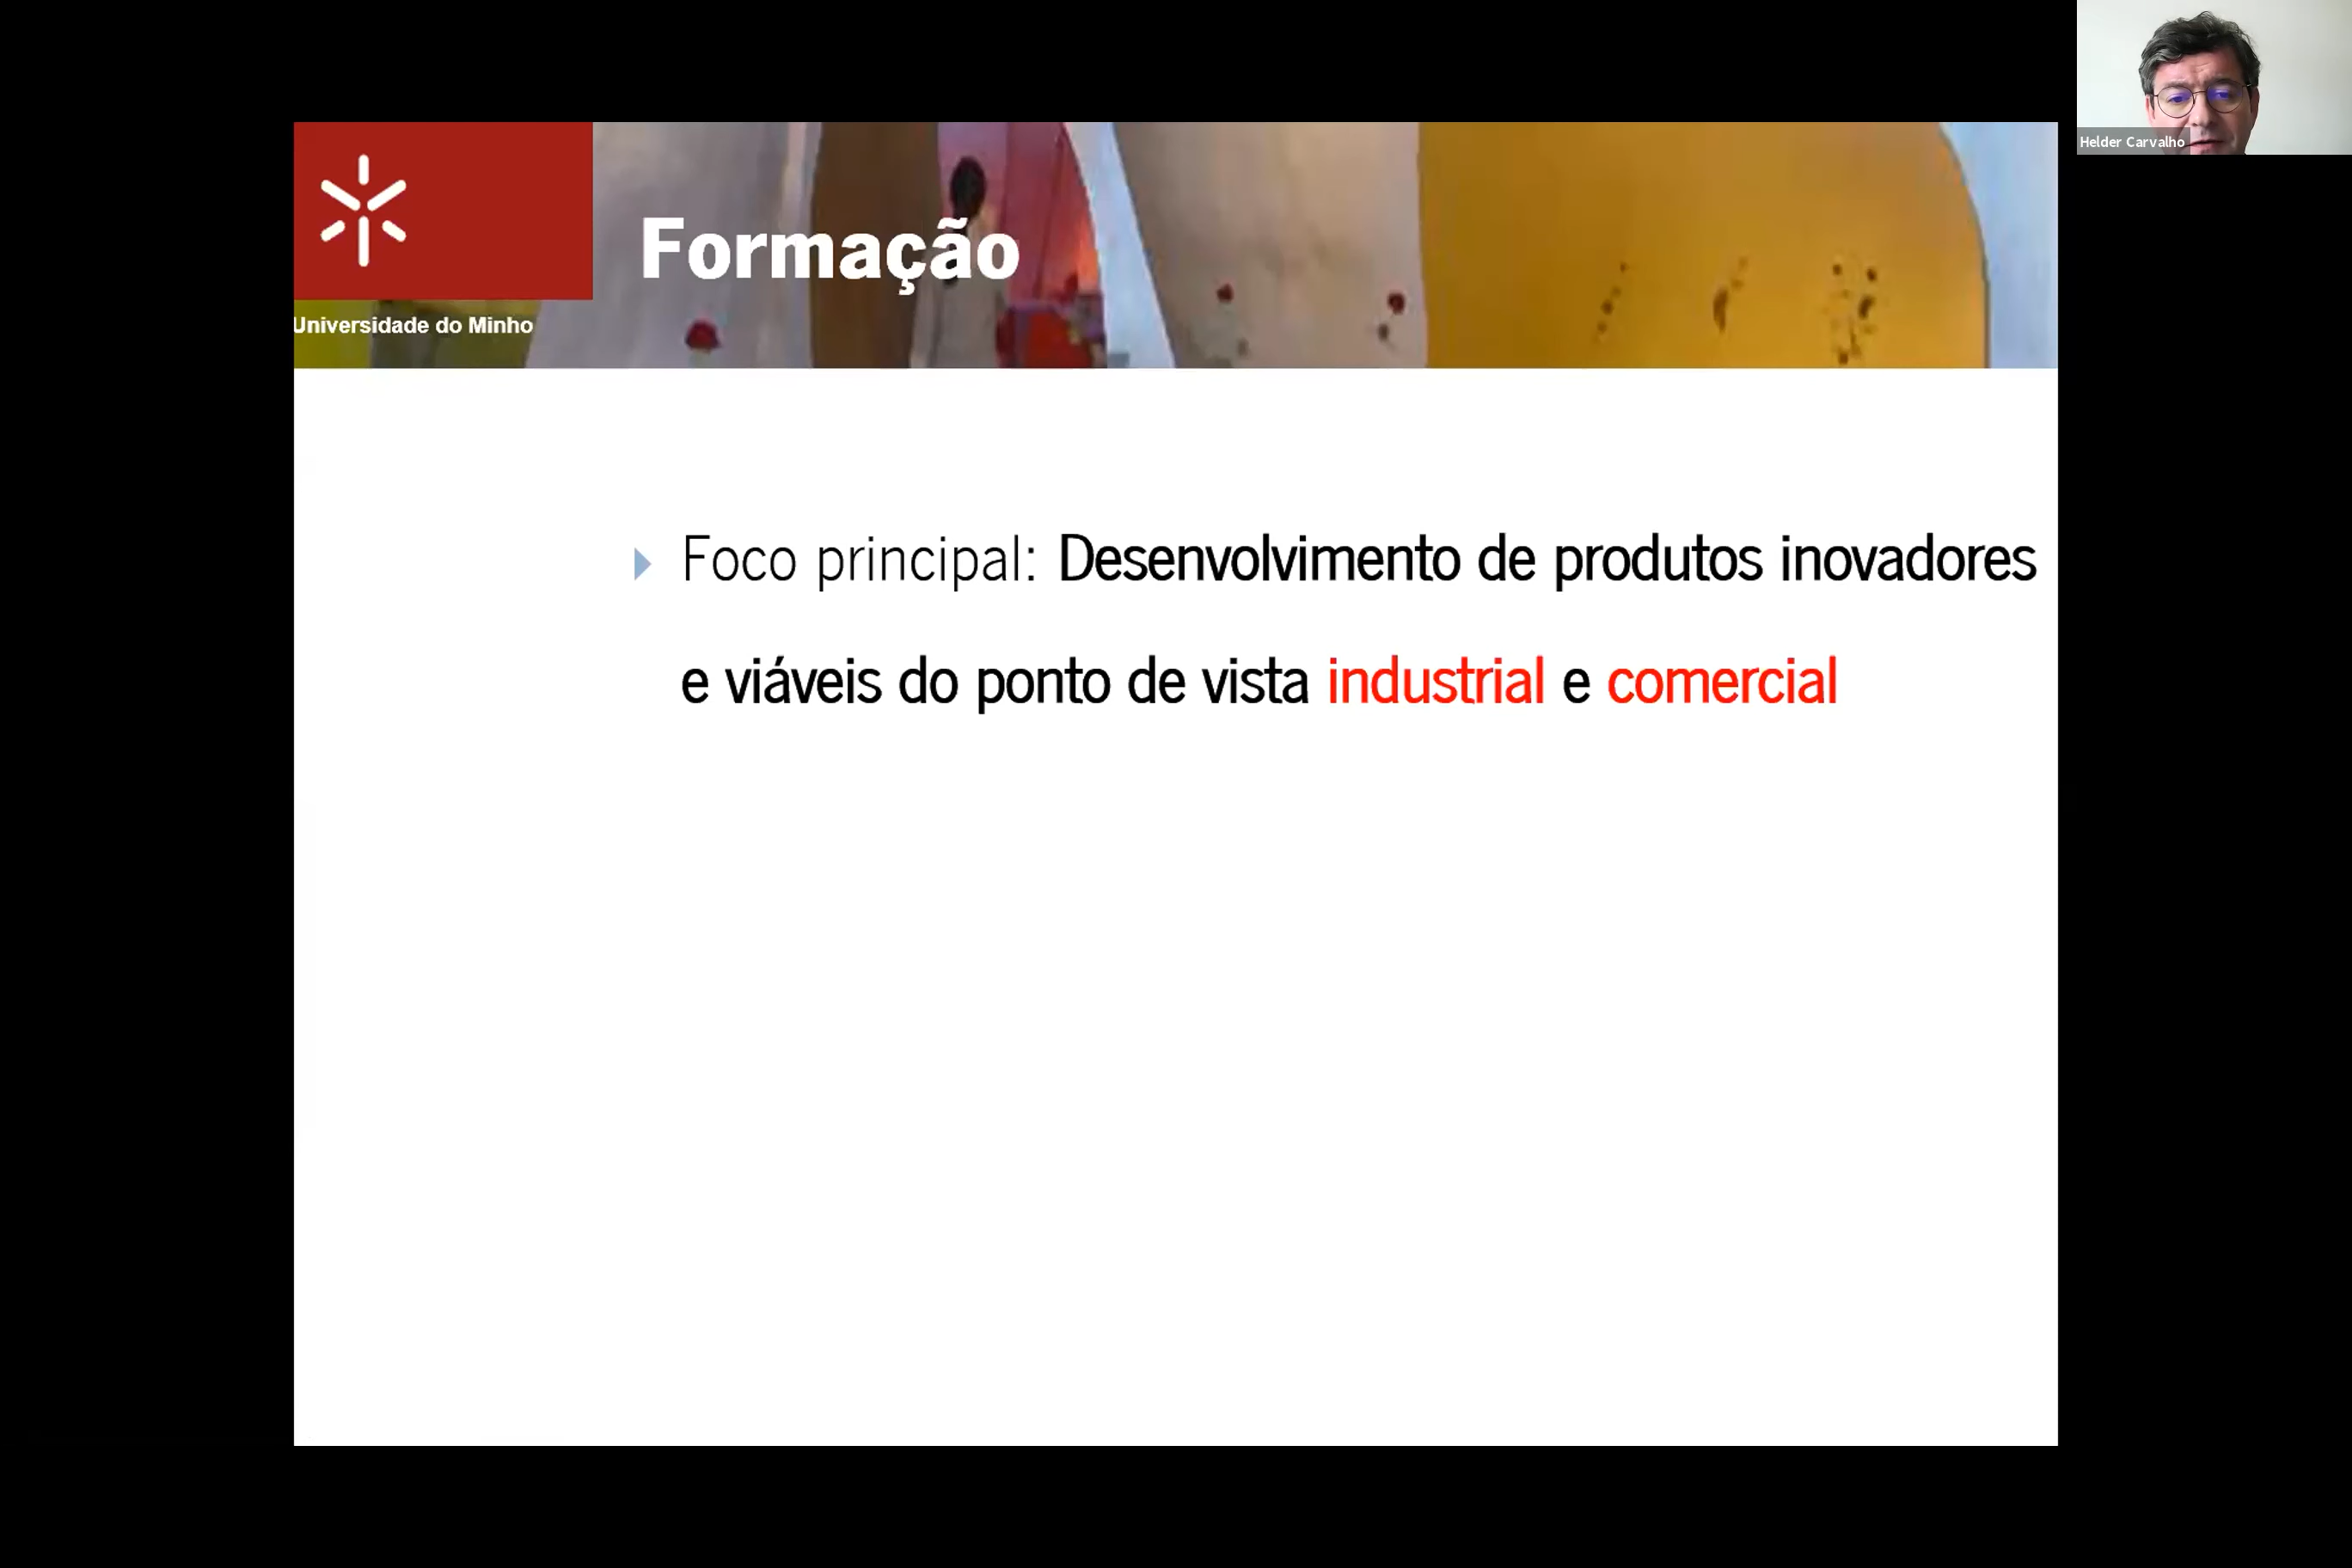 Helder Carvalho
Formação
Universidade do Minho
Foco principal: Desenvolvimento de produtos inovadores
e viáveis do ponto de vista industrial e comercial